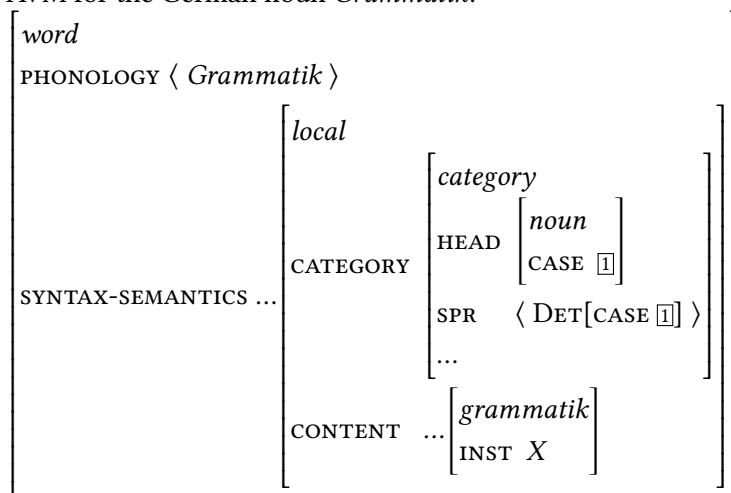 AVM for the German noun Grammatik:
word
PHONOLOGY ⟨ Grammatik ⟩
local
category
noun
HEAD
CASE 1
CATEGORY
SYNTAX-SEMANTICS …
SPR ⟨ DET[CASE 1] ⟩
…
grammatik
CONTENT …
INST X